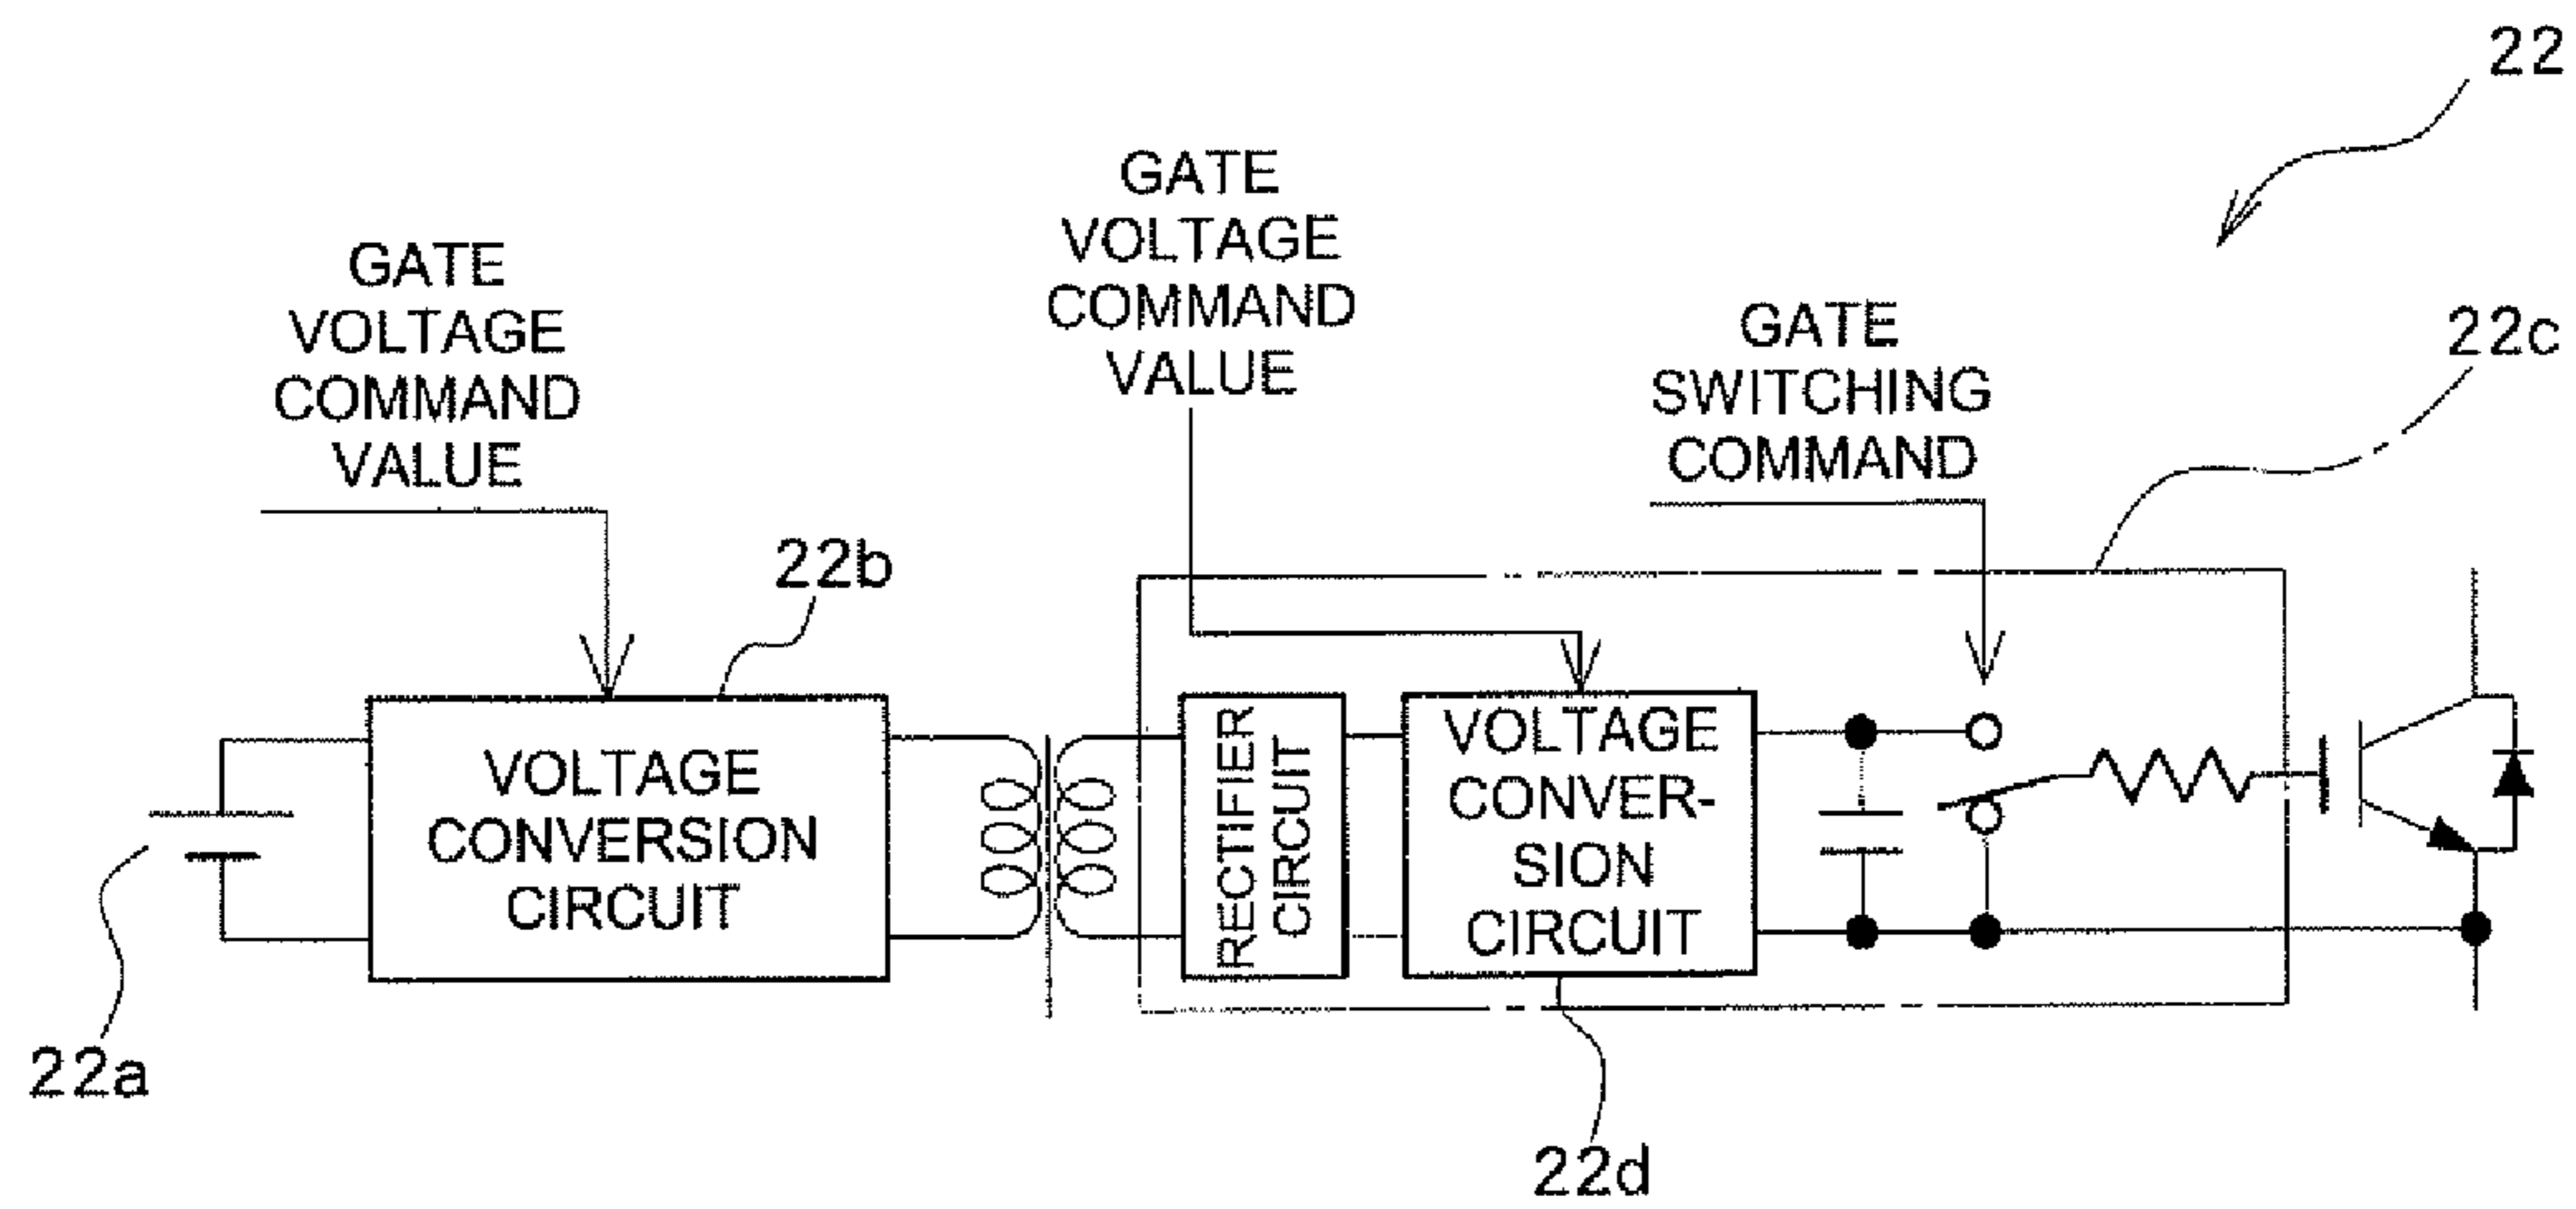 22
GATE
VOLTAGE
COMMAND
VALUE
GATE
VOLTAGE
COMMAND
VALUE
GATE
SWITCHING
COMMAND
22c
22b
VOLTAGE
CONVERSION
CIRCUIT
RECTIFIER
CIRCUIT
VOLTAGE
CONVER-
SION
CIRCUIT
22a
22d